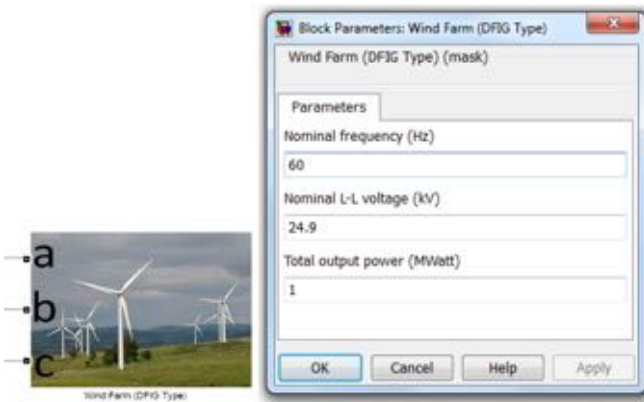 Block Parameters: Wind Farm (DFIG Type)
Wind Farm (DFIG Type) (mask)
Parameters
Nominal frequency (Hz)
60
Nominal L-L voltage (kV)
24.9
Total output power (MWatt)
1
OK Cancel Help Apply
a
b
c
Wind Farm (DFIG Type)